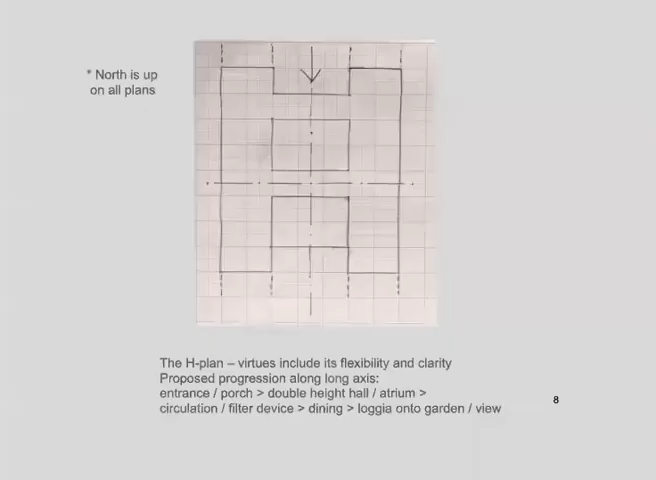 * North is up
on all plans
The H-plan – virtues include its flexibility and clarity
Proposed progression along long axis:
entrance / porch > double height hall / atrium >
circulation / filter device > dining > loggia onto garden / view
8